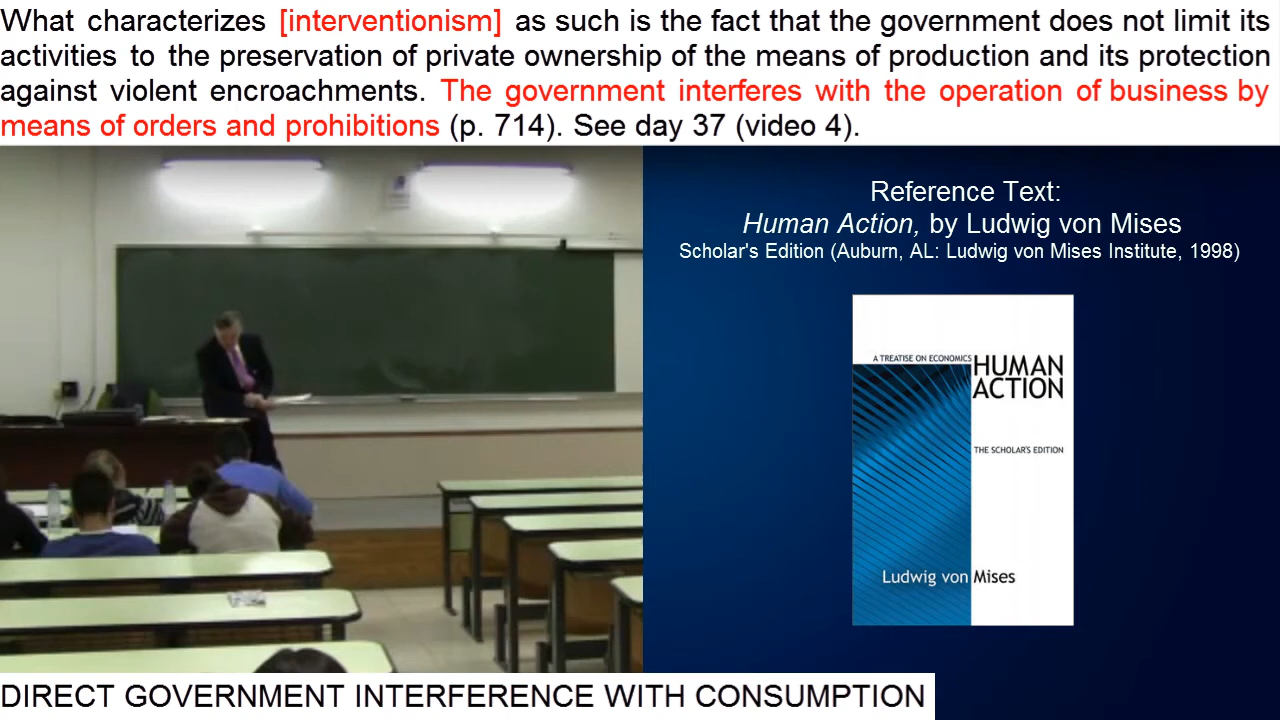 What characterizes [interventionism] as such is the fact that the government does not limit its
activities to the preservation of private ownership of the means of production and its protection
against violent encroachments. The government interferes with the operation of business by
means of orders and prohibitions (p. 714). See day 37 (video 4).
Reference Text:
Human Action, by Ludwig von Mises
Scholar's Edition (Auburn, AL: Ludwig von Mises Institute, 1998)
A TREATISE ON ECONOMICS
HUMAN
ACTION
THE SCHOLAR'S EDITION
Ludwig von Mises
DIRECT GOVERNMENT INTERFERENCE WITH CONSUMPTION